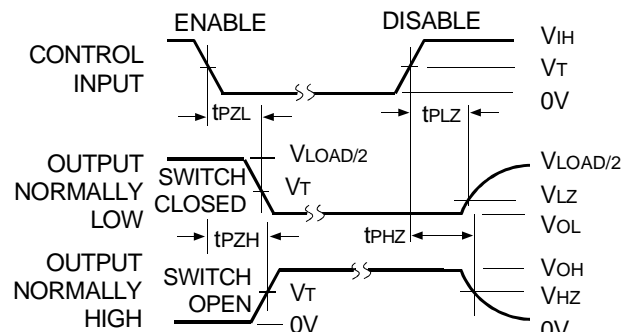 ENABLE
DISABLE
CONTROL
INPUT
VIH
VT
0V
tPZL
tPLZ
OUTPUT
NORMALLY
LOW
SWITCH
CLOSED
VLOAD/2
VT
VLOAD/2
VLZ
VOL
tPZH
tPHZ
OUTPUT
NORMALLY
HIGH
SWITCH
OPEN
VT
0V
VOH
VHZ
0V